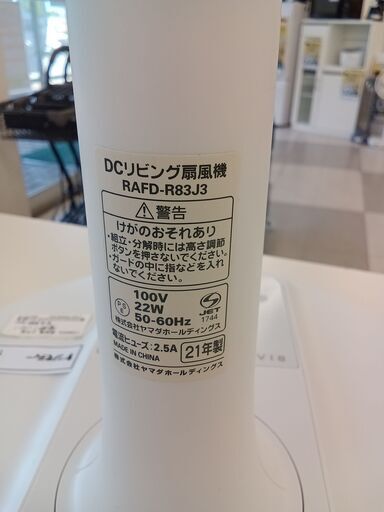 DCリビング扇風機
RAFD-R83J3
⚠警告
けがのおそれあり
・組立・分解時には高さ調節
ボタンを押さないでください。
・ガードの中に指などを入れ
ないでください。
PS
E
100V
22W
50-60Hz
JET
1744
株式会社ヤマダホールディングス
電流ヒューズ:2.5A
MADE IN CHINA
21年製
株式会社ヤマダホールディングス